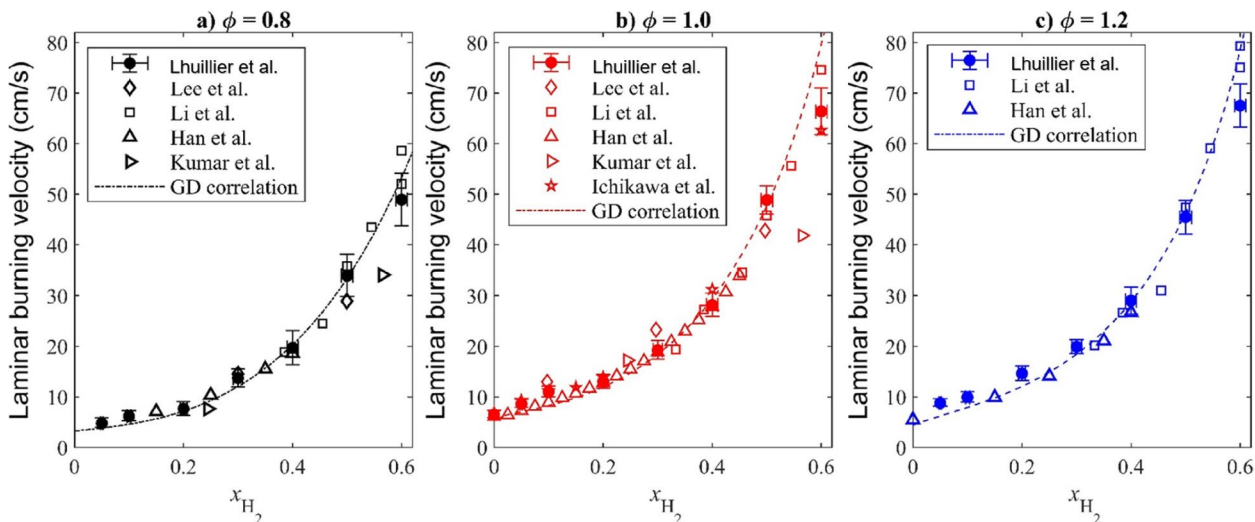 a) ϕ = 0.8
Laminar burning velocity (cm/s)
80
70
60
50
40
30
20
10
0
Lhuillier et al.
Lee et al.
Li et al.
Han et al.
Kumar et al.
GD correlation
0
0.2
0.4
0.6
x_H₂
b) ϕ = 1.0
Laminar burning velocity (cm/s)
80
70
60
50
40
30
20
10
0
Lhuillier et al.
Lee et al.
Li et al.
Han et al.
Kumar et al.
Ichikawa et al.
GD correlation
0
0.2
0.4
0.6
x_H₂
c) ϕ = 1.2
Laminar burning velocity (cm/s)
80
70
60
50
40
30
20
10
0
Lhuillier et al.
Li et al.
Han et al.
GD correlation
0
0.2
0.4
0.6
x_H₂